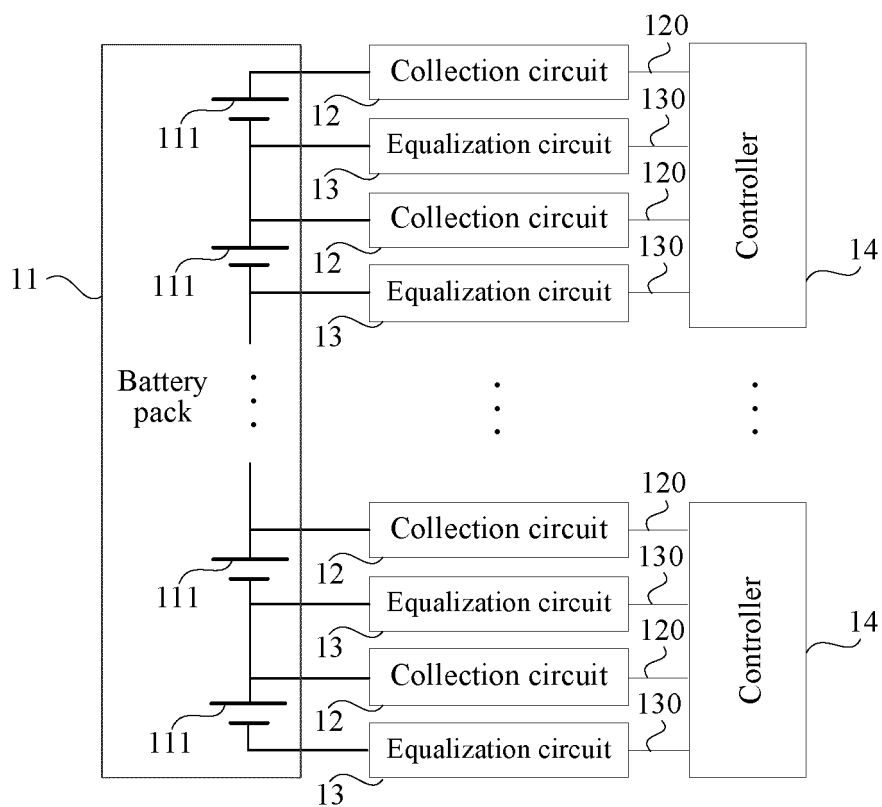 120
Collection circuit
12
130
111
Equalization circuit
13
120
Collection circuit
12
130
111
Equalization circuit
13
Controller
14
11
Battery
pack
120
Collection circuit
12
130
111
Equalization circuit
13
120
Collection circuit
12
130
111
Equalization circuit
13
Controller
14